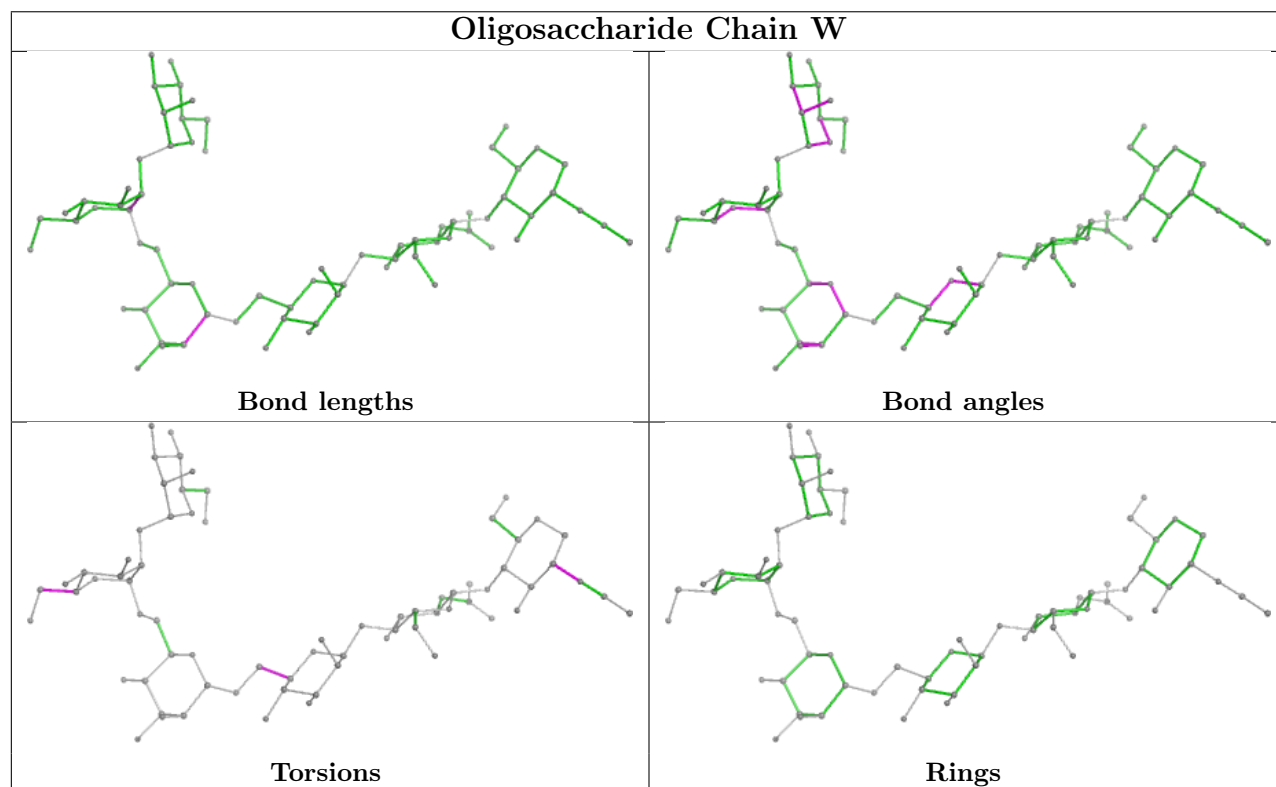 Oligosaccharide Chain W
Bond lengths
Bond angles
Torsions
Rings